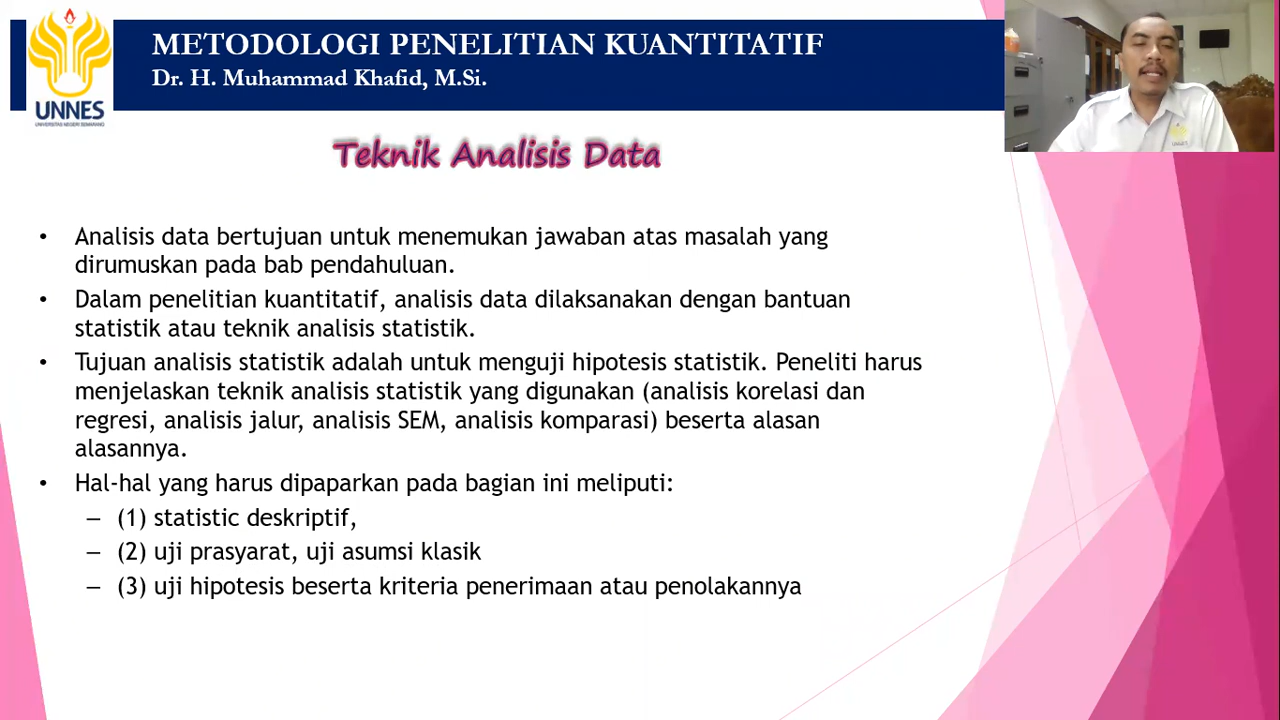 METODOLOGI PENELITIAN KUANTITATIF
Dr. H. Muhammad Khafid, M.Si.
UNNES
UNIVERSITAS NEGERI SEMARANG
Teknik Analisis Data
• Analisis data bertujuan untuk menemukan jawaban atas masalah yang
dirumuskan pada bab pendahuluan.
• Dalam penelitian kuantitatif, analisis data dilaksanakan dengan bantuan
statistik atau teknik analisis statistik.
• Tujuan analisis statistik adalah untuk menguji hipotesis statistik. Peneliti harus
menjelaskan teknik analisis statistik yang digunakan (analisis korelasi dan
regresi, analisis jalur, analisis SEM, analisis komparasi) beserta alasan
alasannya.
• Hal-hal yang harus dipaparkan pada bagian ini meliputi:
– (1) statistic deskriptif,
– (2) uji prasyarat, uji asumsi klasik
– (3) uji hipotesis beserta kriteria penerimaan atau penolakannya